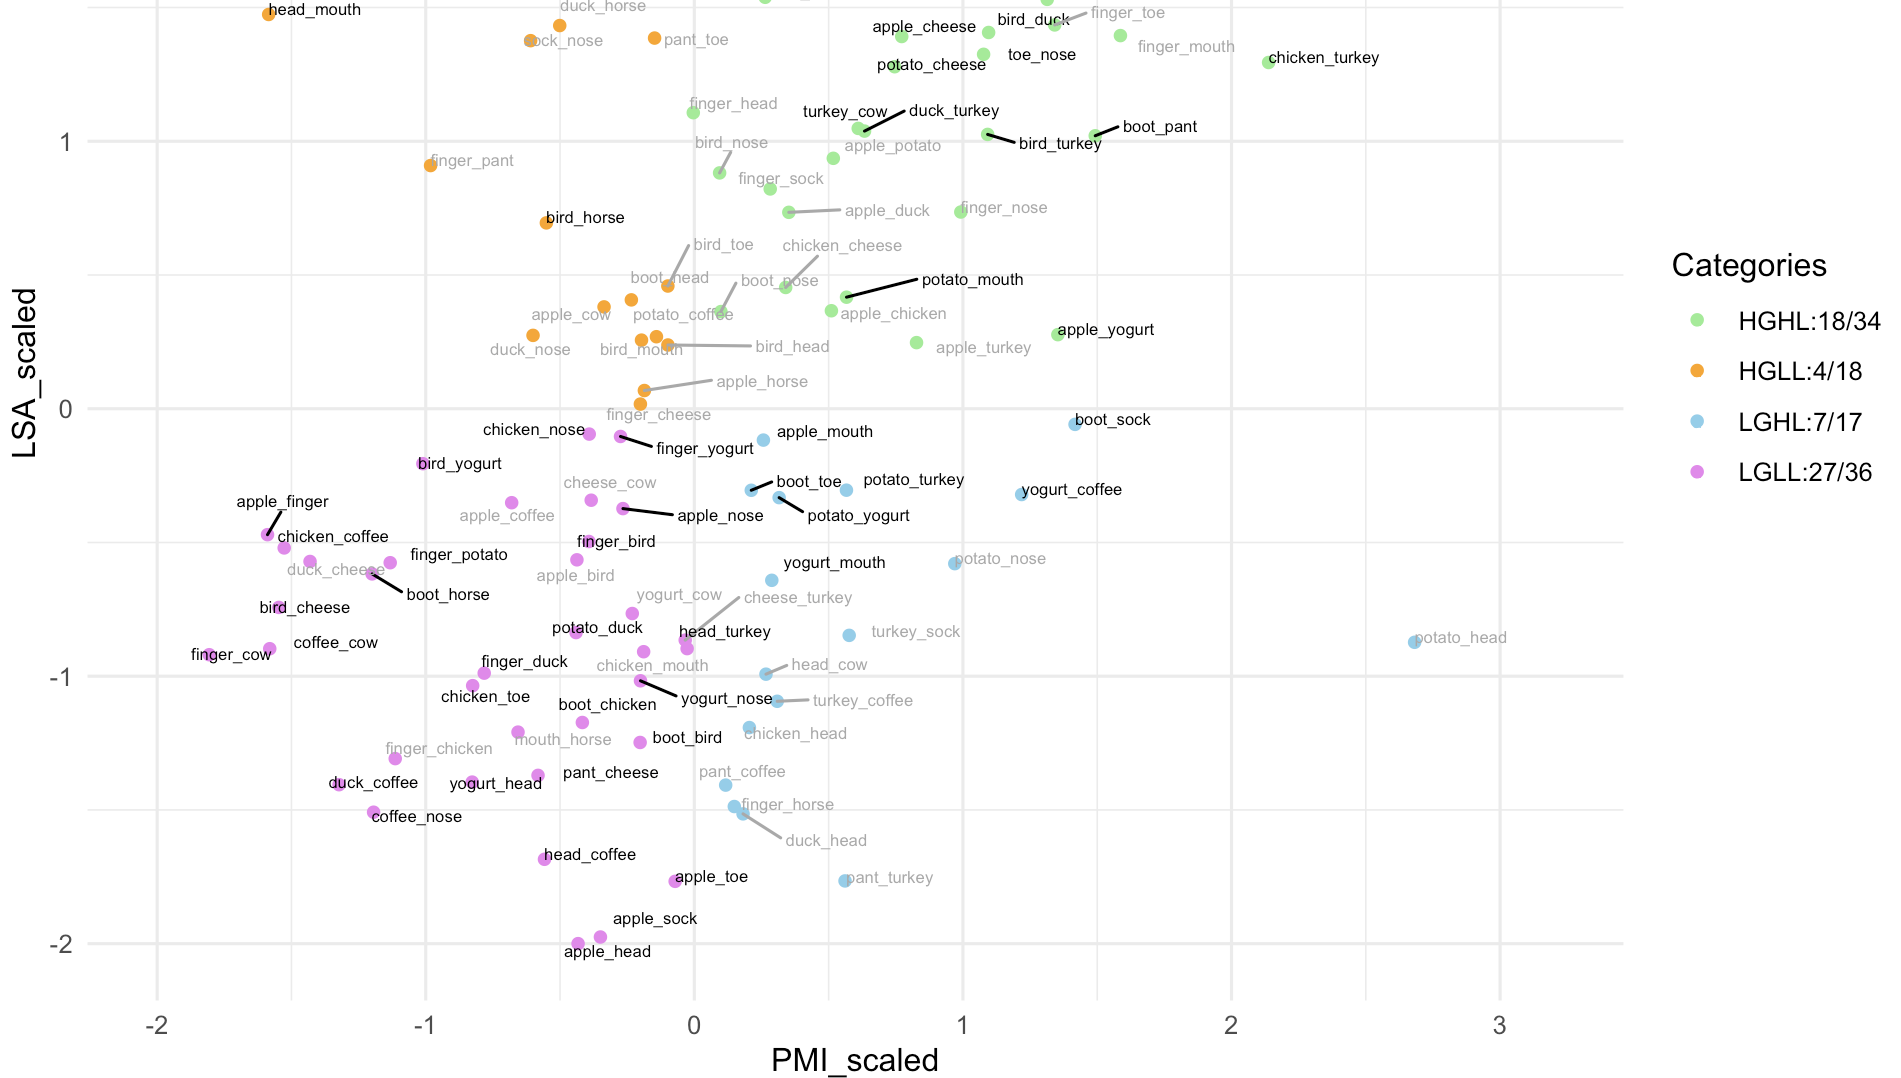 head_mouth
duck_horse
sock_nose
pant_toe
apple_cheese
bird_duck
finger_toe
finger_mouth
toe_nose
chicken_turkey
potato_cheese
finger_head
turkey_cow
duck_turkey
boot_pant
bird_turkey
bird_nose
apple_potato
finger_pant
finger_sock
apple_duck
finger_nose
bird_horse
bird_toe
chicken_cheese
boot_head
boot_nose
potato_mouth
apple_cow
potato_coffee
apple_chicken
apple_yogurt
duck_nose
bird_mouth
bird_head
apple_turkey
apple_horse
finger_cheese
boot_sock
chicken_nose
apple_mouth
finger_yogurt
bird_yogurt
cheese_cow
boot_toe
potato_turkey
yogurt_coffee
apple_finger
apple_coffee
apple_nose
potato_yogurt
chicken_coffee
finger_bird
finger_potato
duck_cheese
apple_bird
yogurt_mouth
potato_nose
boot_horse
bird_cheese
yogurt_cow
cheese_turkey
potato_duck
head_turkey
turkey_sock
potato_head
coffee_cow
finger_cow
finger_duck
chicken_mouth
head_cow
chicken_toe
boot_chicken
yogurt_nose
turkey_coffee
mouth_horse
boot_bird
chicken_head
finger_chicken
duck_coffee
yogurt_head
pant_cheese
pant_coffee
coffee_nose
finger_horse
duck_head
head_coffee
apple_toe
pant_turkey
apple_sock
apple_head
1
0
-1
-2
LSA_scaled
-2
-1
0
1
2
3
PMI_scaled
Categories
HGHL:18/34
HGLL:4/18
LGHL:7/17
LGLL:27/36